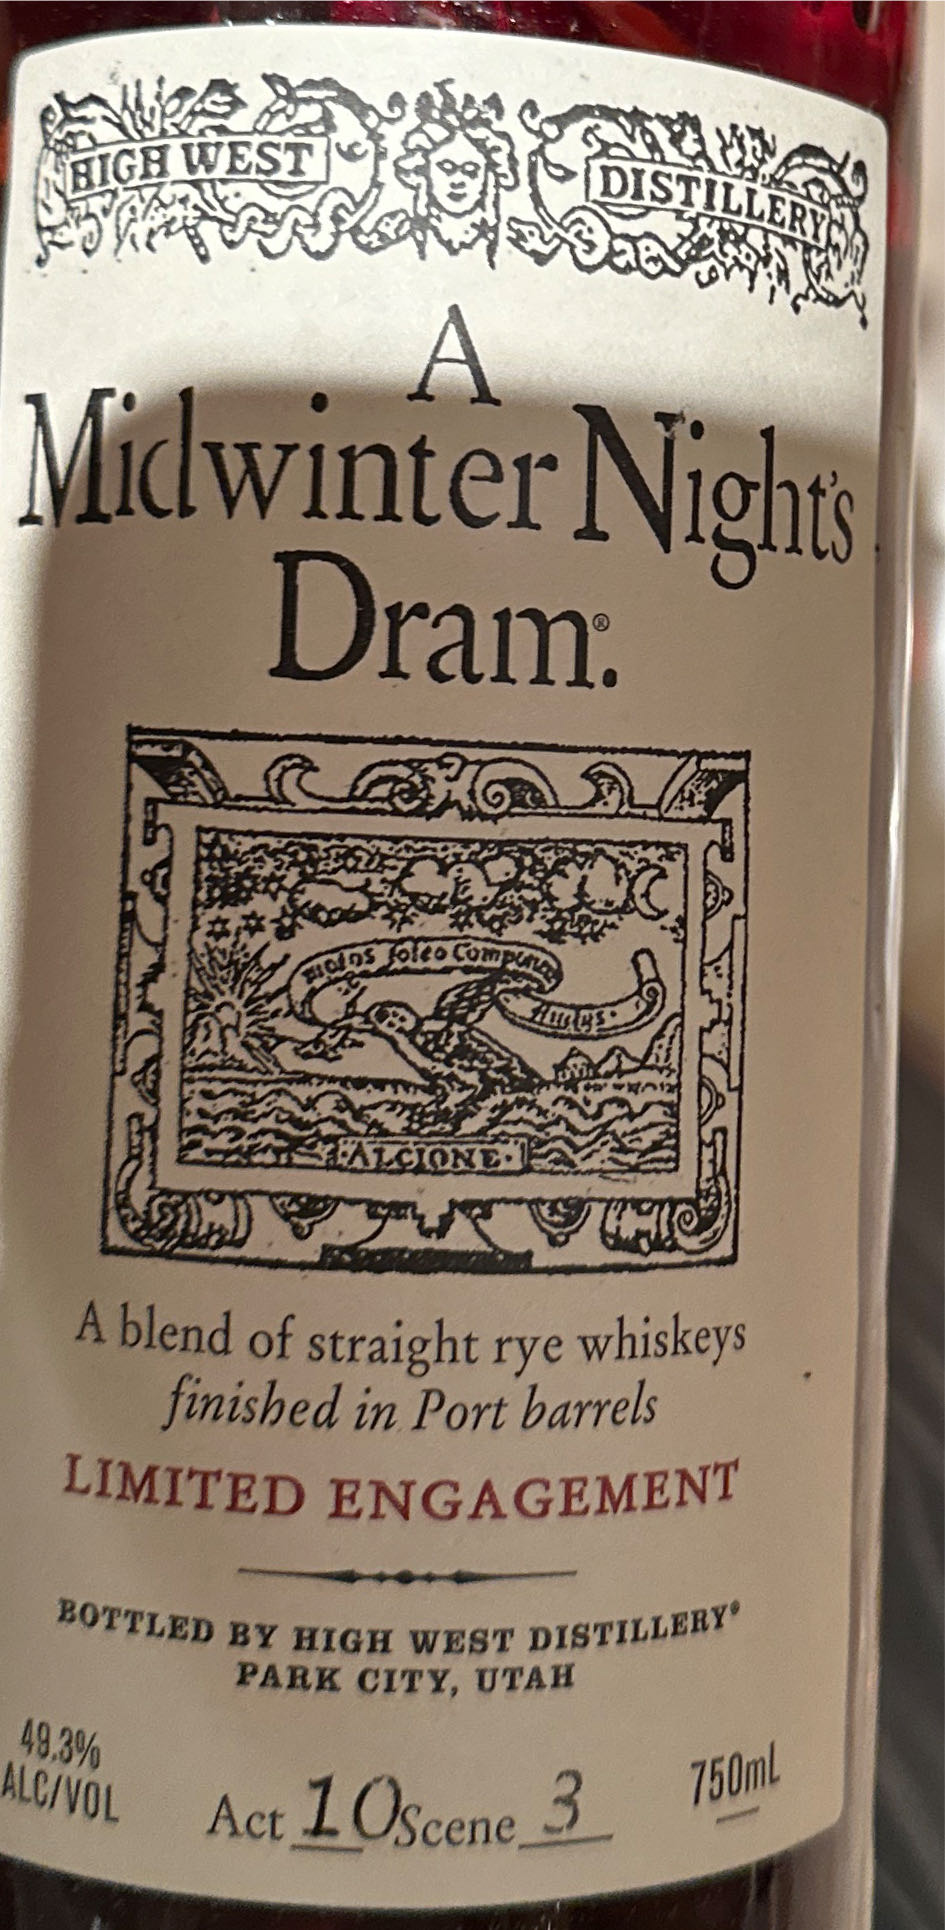 HIGH WEST DISTILLERY
A
Midwinter Night's
Dram.®
·ALCIONE·
A blend of straight rye whiskeys
finished in Port barrels
LIMITED ENGAGEMENT
BOTTLED BY HIGH WEST DISTILLERY®
PARK CITY, UTAH
49.3%
ALC/VOL
Act 10 Scene 3
750mL